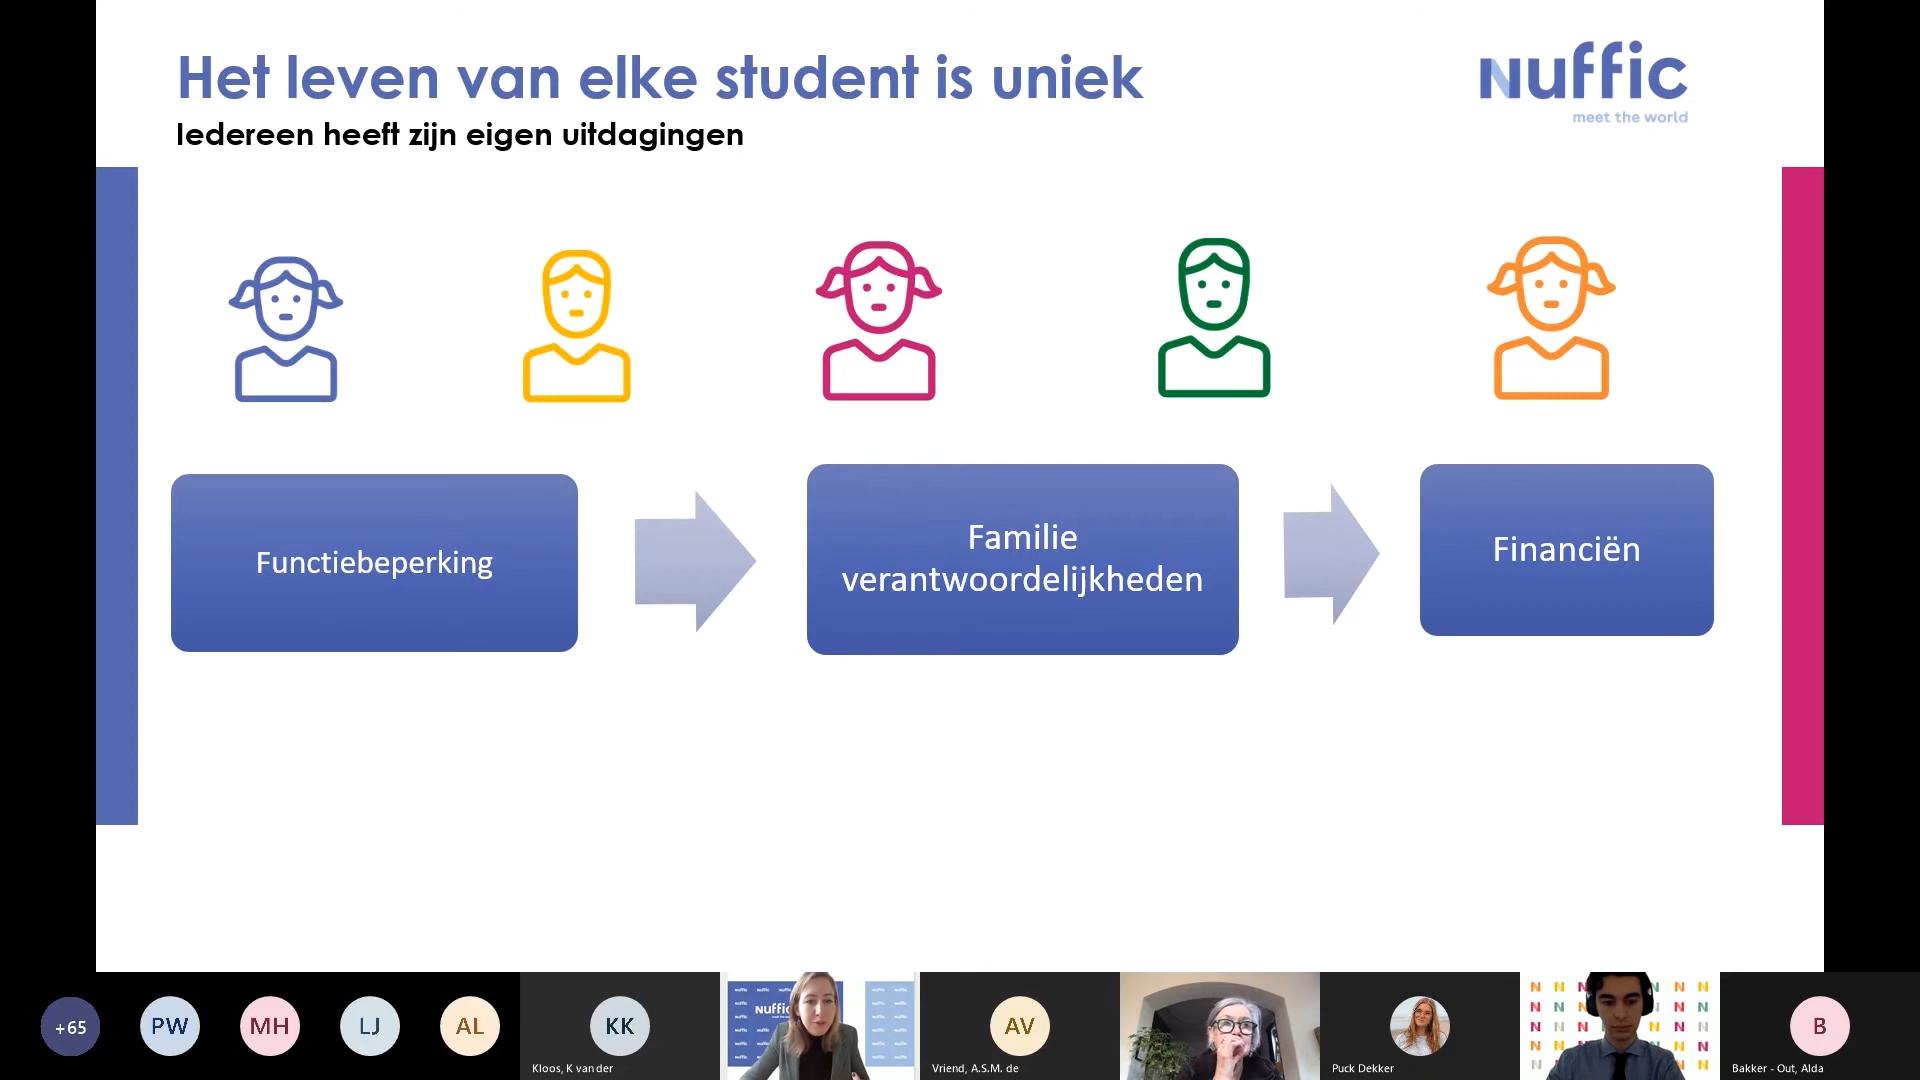 Het leven van elke student is uniek
Iedereen heeft zijn eigen uitdagingen
Nuffic
meet the world
Functiebeperking
Familie
verantwoordelijkheden
Financiën
+65
PW
MH
LJ
AL
KK
Kloos, K van der
Nuffic
AV
Vriend, A.S.M. de
Puck Dekker
B
Bakker - Out, Alda